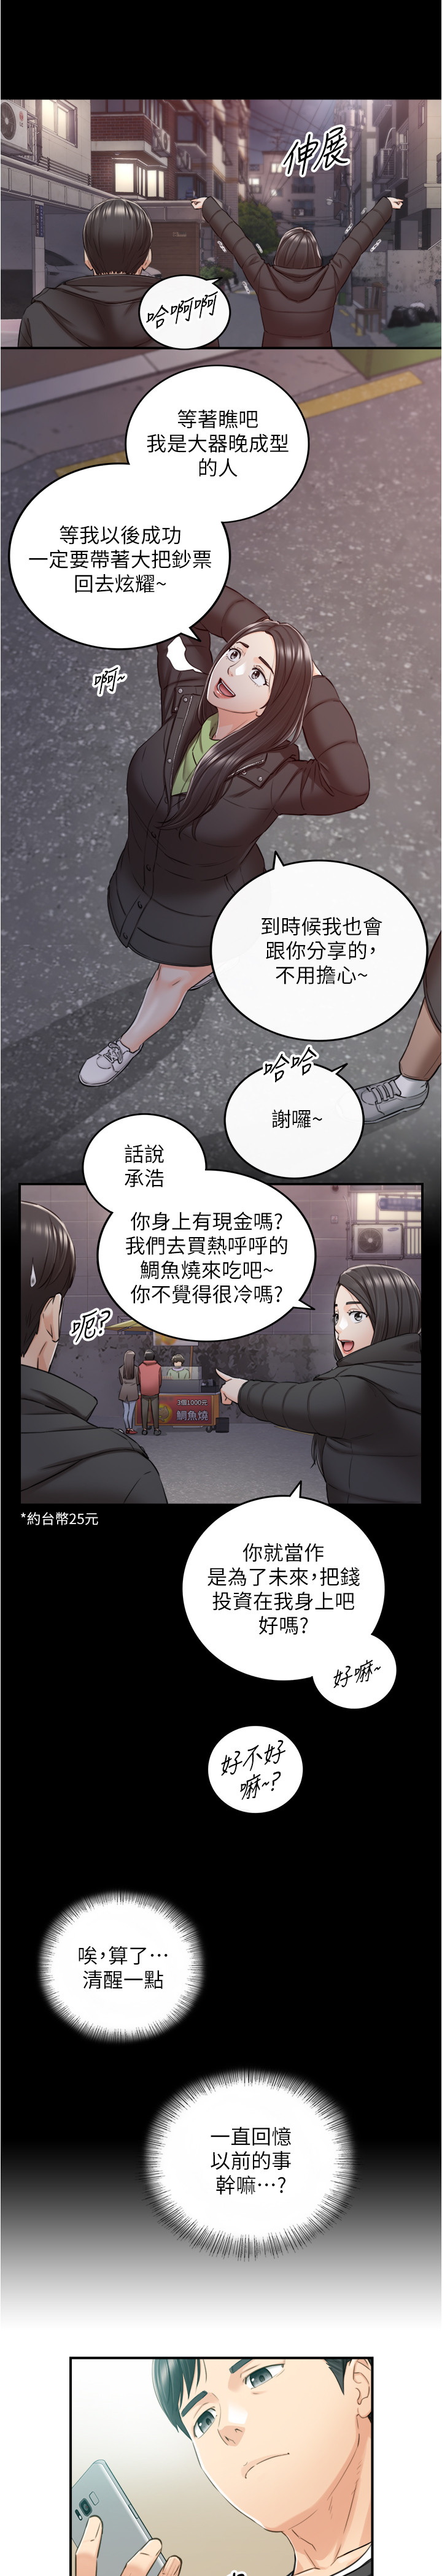 伸展
哈啊啊
等著瞧吧
我是大器晚成型
的人
等我以後成功
一定要帶著大把鈔票
回去炫耀~
啊~
到時候我也會
跟你分享的,
不用擔心~
哈哈
謝囉~
話說
承浩
你身上有現金嗎?
我們去買熱呼呼的
鯛魚燒來吃吧~
你不覺得很冷嗎?
呃?
3個1000元
鯛魚燒
*約台幣25元
你就當作
是為了未來,把錢
投資在我身上吧
好嗎?
好嘛~
好不好
嘛~?
唉,算了…
清醒一點
一直回憶
以前的事
幹嘛…?